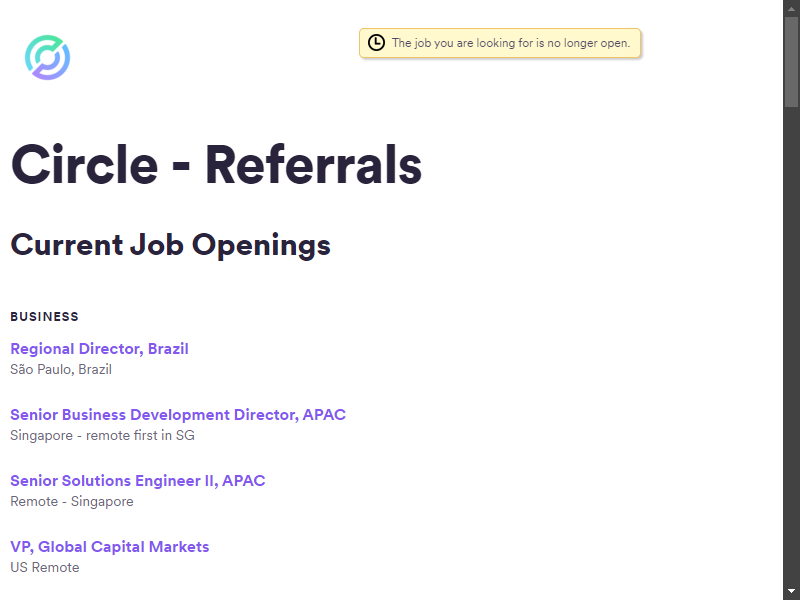 The job you are looking for is no longer open.
Circle - Referrals
Current Job Openings
BUSINESS
Regional Director, Brazil
São Paulo, Brazil
Senior Business Development Director, APAC
Singapore - remote first in SG
Senior Solutions Engineer II, APAC
Remote - Singapore
VP, Global Capital Markets
US Remote